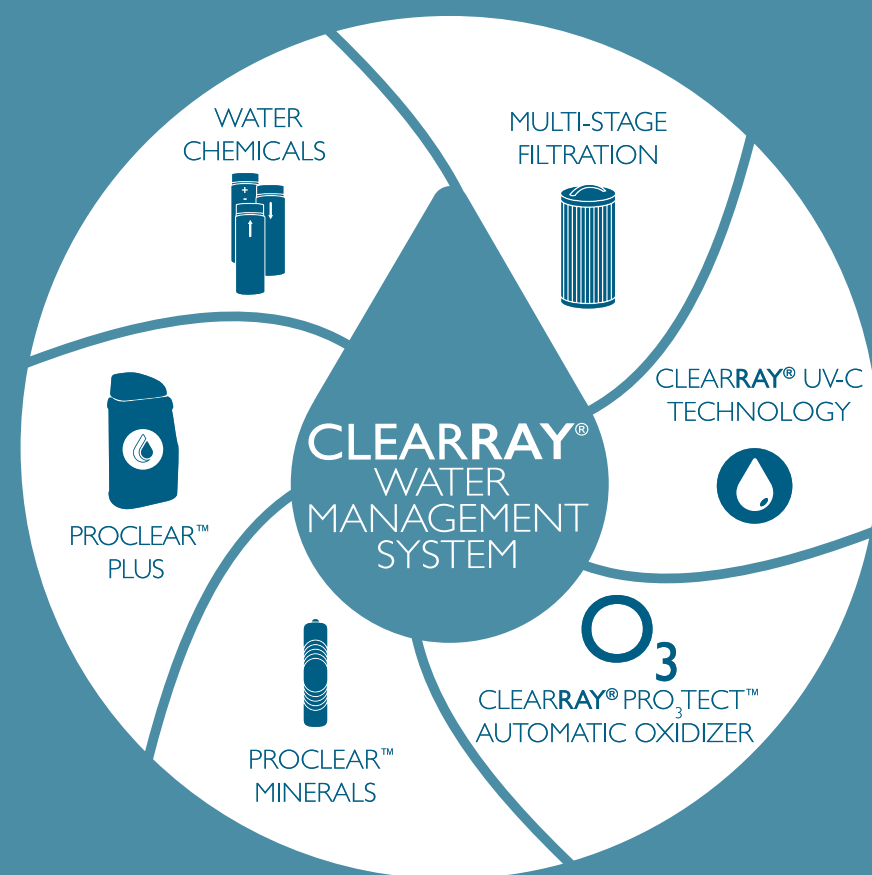 CLEARRAY®
WATER
MANAGEMENT
SYSTEM
MULTI-STAGE
FILTRATION
CLEARRAY® UV-C
TECHNOLOGY
O3
CLEARRAY® PRO3TECT™
AUTOMATIC OXIDIZER
PROCLEAR™
MINERALS
PROCLEAR™
PLUS
WATER
CHEMICALS
+
-